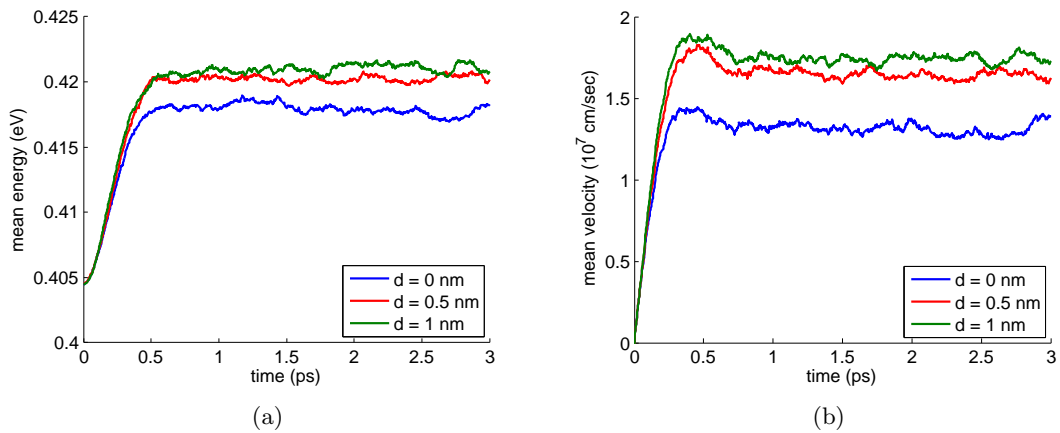 0.425
0.42
0.415
0.41
0.405
0.4
mean energy (eV)
0 0.5 1 1.5 2 2.5 3
time (ps)
d = 0 nm
d = 0.5 nm
d = 1 nm
(a)
2
1.5
1
0.5
0
mean velocity (10^7 cm/sec)
0 0.5 1 1.5 2 2.5 3
time (ps)
d = 0 nm
d = 0.5 nm
d = 1 nm
(b)